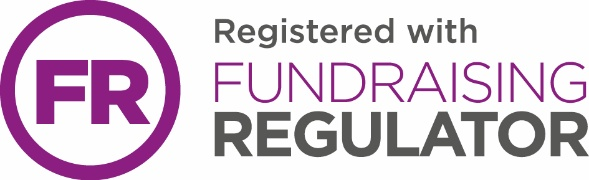 FR
Registered with
FUNDRAISING
REGULATOR